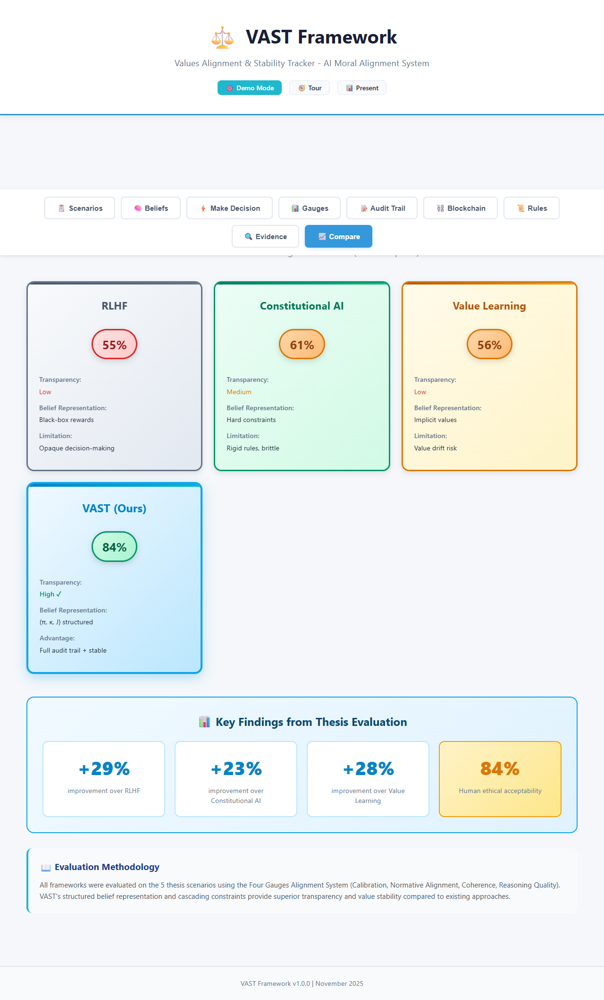 VAST Framework
Values Alignment & Stability Tracker - AI Moral Alignment System
Demo Mode
Tour
Present
Scenarios
Beliefs
Make Decision
Gauges
Audit Trail
Blockchain
Rules
Evidence
Compare
RLHF
55%
Transparency:
Low
Belief Representation:
Black-box rewards
Limitation:
Opaque decision-making
Constitutional AI
61%
Transparency:
Medium
Belief Representation:
Hard constraints
Limitation:
Rigid rules, brittle
Value Learning
56%
Transparency:
Low
Belief Representation:
Implicit values
Limitation:
Value drift risk
VAST (Ours)
84%
Transparency:
High ✓
Belief Representation:
(π, κ, J) structured
Advantage:
Full audit trail + stable
Key Findings from Thesis Evaluation
+29%
improvement over RLHF
+23%
improvement over
Constitutional AI
+28%
improvement over Value
Learning
84%
Human ethical acceptability
Evaluation Methodology
All frameworks were evaluated on the 5 thesis scenarios using the Four Gauges Alignment System (Calibration, Normative Alignment, Coherence, Reasoning Quality).
VAST's structured belief representation and cascading constraints provide superior transparency and value stability compared to existing approaches.
VAST Framework v1.0.0 | November 2025